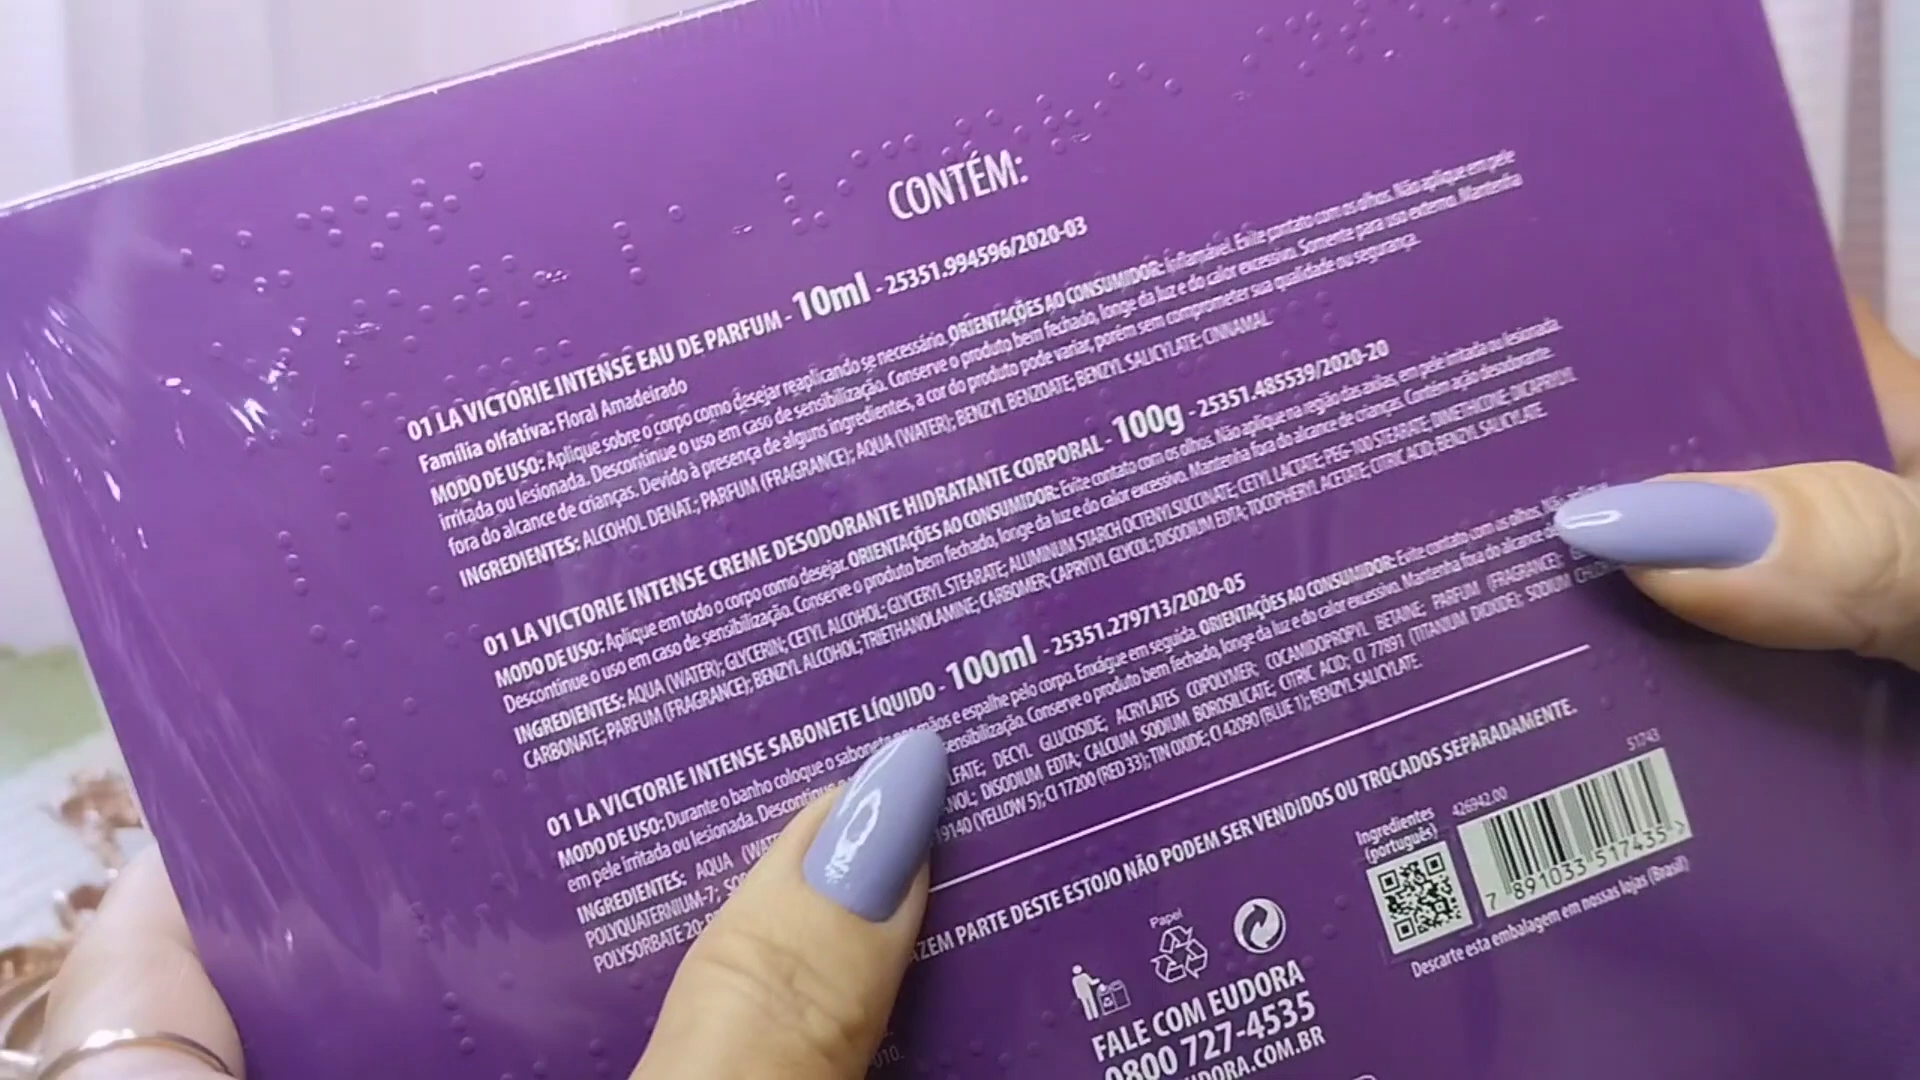 CONTÉM:
01 LA VICTORIE INTENSE EAU DE PARFUM - 10ml - 25351.994596/2020-03
Família olfativa: Floral Amadeirado
MODO DE USO: Aplique sobre o corpo como desejar reaplicando se necessário. ORIENTAÇÕES AO CONSUMIDOR: Inflamável. Evite contato com os olhos. Não aplique em pele
irritada ou lesionada. Descontinue o uso em caso de sensibilização. Conserve o produto bem fechado, longe da luz e do calor excessivo. Somente para uso externo. Mantenha
fora do alcance de crianças. Devido à presença de alguns ingredientes, a cor do produto pode variar, porém sem comprometer sua qualidade ou segurança.
INGREDIENTES: ALCOHOL DENAT.; PARFUM (FRAGRANCE); AQUA (WATER); BENZYL BENZOATE; BENZYL SALICYLATE; CINNAMAL.
01 LA VICTORIE INTENSE CREME DESODORANTE HIDRATANTE CORPORAL - 100g - 25351.485539/2020-20
MODO DE USO: Aplique em todo o corpo como desejar. ORIENTAÇÕES AO CONSUMIDOR: Evite contato com os olhos. Não aplique na região das axilas, em pele irritada ou lesionada.
Descontinue o uso em caso de sensibilização. Conserve o produto bem fechado, longe da luz e do calor excessivo. Mantenha fora do alcance de crianças. Contém ação desodorante.
INGREDIENTES: AQUA (WATER); GLYCERIN; CETYL ALCOHOL; GLYCERYL STEARATE; ALUMINUM STARCH OCTENYLSUCCINATE; CETYL LACTATE; PEG-100 STEARATE; DIMETHICONE; DICAPRYLYL
CARBONATE; PARFUM (FRAGRANCE); BENZYL ALCOHOL; TRIETHANOLAMINE; CARBOMER; CAPRYLYL GLYCOL; DISODIUM EDTA; TOCOPHERYL ACETATE; CITRIC ACID; BENZYL SALICYLATE.
01 LA VICTORIE INTENSE SABONETE LÍQUIDO - 100ml - 25351.279713/2020-05
MODO DE USO: Durante o banho coloque o sabonete mãos e espalhe pelo corpo. Enxágue em seguida. ORIENTAÇÕES AO CONSUMIDOR: Evite contato com os olhos. Não
em pele irritada ou lesionada. Descontinue sensibilização. Conserve o produto bem fechado, longe da luz e do calor excessivo. Mantenha fora do alcance
INGREDIENTES: AQUA DECYL GLUCOSIDE; ACRYLATES COPOLYMER; COCAMIDOPROPYL BETAINE; PARFUM (FRAGRANCE);
POLYQUATERNIUM-7; DISODIUM EDTA; CALCIUM SODIUM BOROSILICATE; CITRIC ACID; CI 77891 (TITANIUM DIOXIDE); SODIUM
POLYSORBATE 20; 19140 (YELLOW 5); CI 17200 (RED 33); TIN OXIDE; CI 42090 (BLUE 1); BENZYL SALICYLATE.
AZEM PARTE DESTE ESTOJO NÃO PODEM SER VENDIDOS OU TROCADOS SEPARADAMENTE.
Ingredientes
(português)
426942.00
51743
7 891033 517435 >
Descarte esta embalagem em nossas lojas (Brasil)
Papel
FALE COM EUDORA
0800 727-4535
UDORA.COM.BR
010.